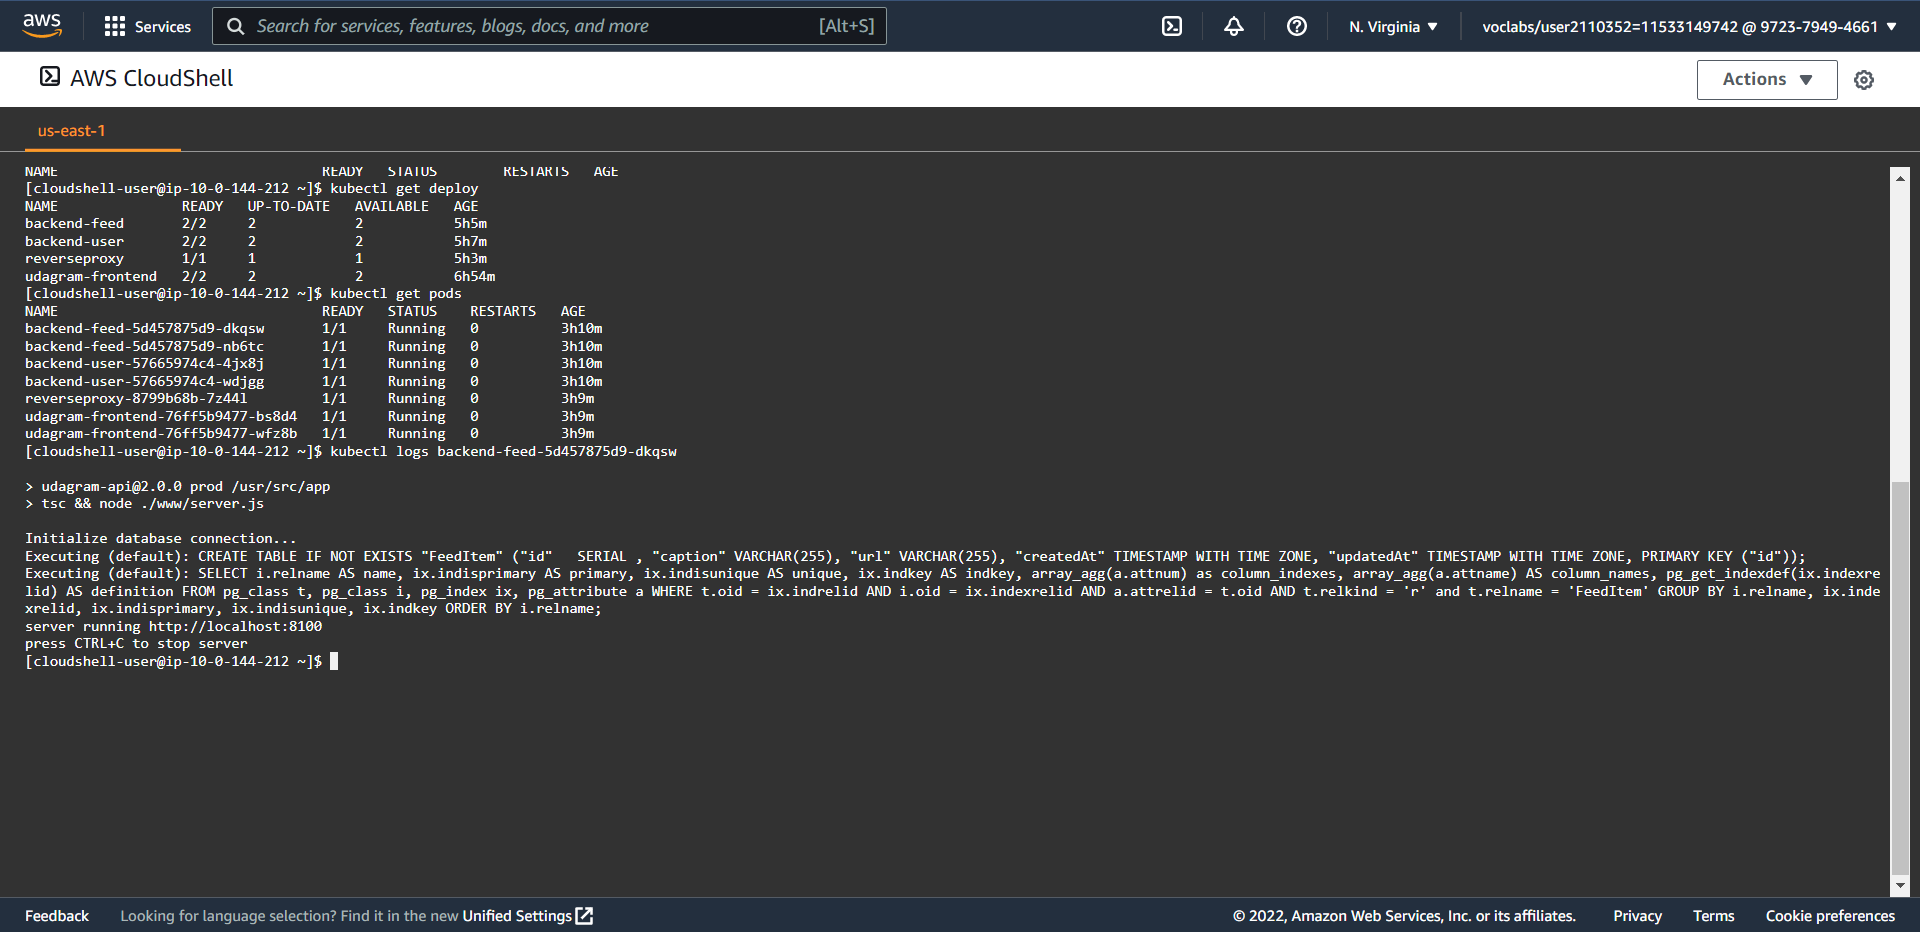 aws
Services
Search for services, features, blogs, docs, and more [Alt+S]
N. Virginia
voclabs/user2110352=11533149742 @ 9723-7949-4661
AWS CloudShell
Actions
us-east-1
NAME READY STATUS RESTARTS AGE
[cloudshell-user@ip-10-0-144-212 ~]$ kubectl get deploy
NAME READY UP-TO-DATE AVAILABLE AGE
backend-feed 2/2 2 2 5h5m
backend-user 2/2 2 2 5h7m
reverseproxy 1/1 1 1 5h3m
udagram-frontend 2/2 2 2 6h54m
[cloudshell-user@ip-10-0-144-212 ~]$ kubectl get pods
NAME READY STATUS RESTARTS AGE
backend-feed-5d457875d9-dkqsw 1/1 Running 0 3h10m
backend-feed-5d457875d9-nb6tc 1/1 Running 0 3h10m
backend-user-57665974c4-4jx8j 1/1 Running 0 3h10m
backend-user-57665974c4-wdjgg 1/1 Running 0 3h10m
reverseproxy-8799b68b-7z44l 1/1 Running 0 3h9m
udagram-frontend-76ff5b9477-bs8d4 1/1 Running 0 3h9m
udagram-frontend-76ff5b9477-wfz8b 1/1 Running 0 3h9m
[cloudshell-user@ip-10-0-144-212 ~]$ kubectl logs backend-feed-5d457875d9-dkqsw
> udagram-api@2.0.0 prod /usr/src/app
> tsc && node ./www/server.js
Initialize database connection...
Executing (default): CREATE TABLE IF NOT EXISTS "FeedItem" ("id"   SERIAL , "caption" VARCHAR(255), "url" VARCHAR(255), "createdAt" TIMESTAMP WITH TIME ZONE, "updatedAt" TIMESTAMP WITH TIME ZONE, PRIMARY KEY ("id"));
Executing (default): SELECT i.relname AS name, ix.indisprimary AS primary, ix.indisunique AS unique, ix.indkey AS indkey, array_agg(a.attnum) as column_indexes, array_agg(a.attname) AS column_names, pg_get_indexdef(ix.indexre
lid) AS definition FROM pg_class t, pg_class i, pg_index ix, pg_attribute a WHERE t.oid = ix.indrelid AND i.oid = ix.indexrelid AND a.attrelid = t.oid AND t.relkind = 'r' and t.relname = 'FeedItem' GROUP BY i.relname, ix.inde
xrelid, ix.indisprimary, ix.indisunique, ix.indkey ORDER BY i.relname;
server running http://localhost:8100
press CTRL+C to stop server
[cloudshell-user@ip-10-0-144-212 ~]$
Feedback Looking for language selection? Find it in the new Unified Settings © 2022, Amazon Web Services, Inc. or its affiliates. Privacy Terms Cookie preferences